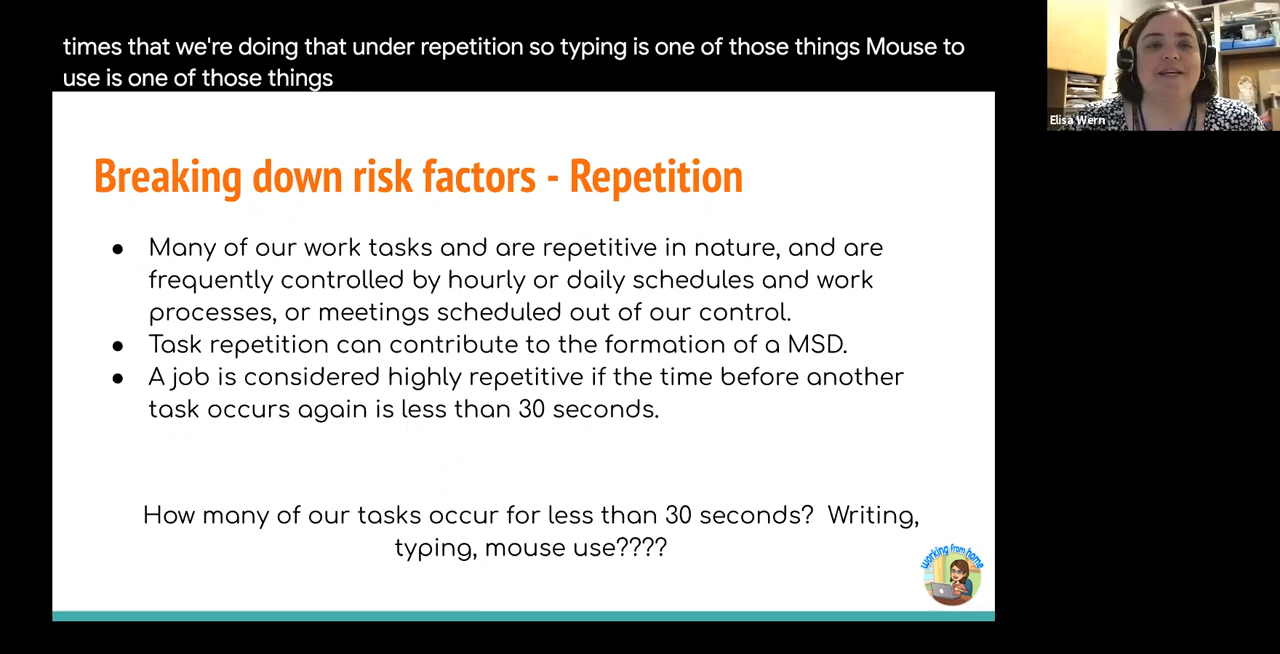 times that we're doing that under repetition so typing is one of those things Mouse to
use is one of those things
Elisa Wern
Breaking down risk factors - Repetition
● Many of our work tasks and are repetitive in nature, and are
frequently controlled by hourly or daily schedules and work
processes, or meetings scheduled out of our control.
● Task repetition can contribute to the formation of a MSD.
● A job is considered highly repetitive if the time before another
task occurs again is less than 30 seconds.
How many of our tasks occur for less than 30 seconds? Writing,
typing, mouse use????
working from home